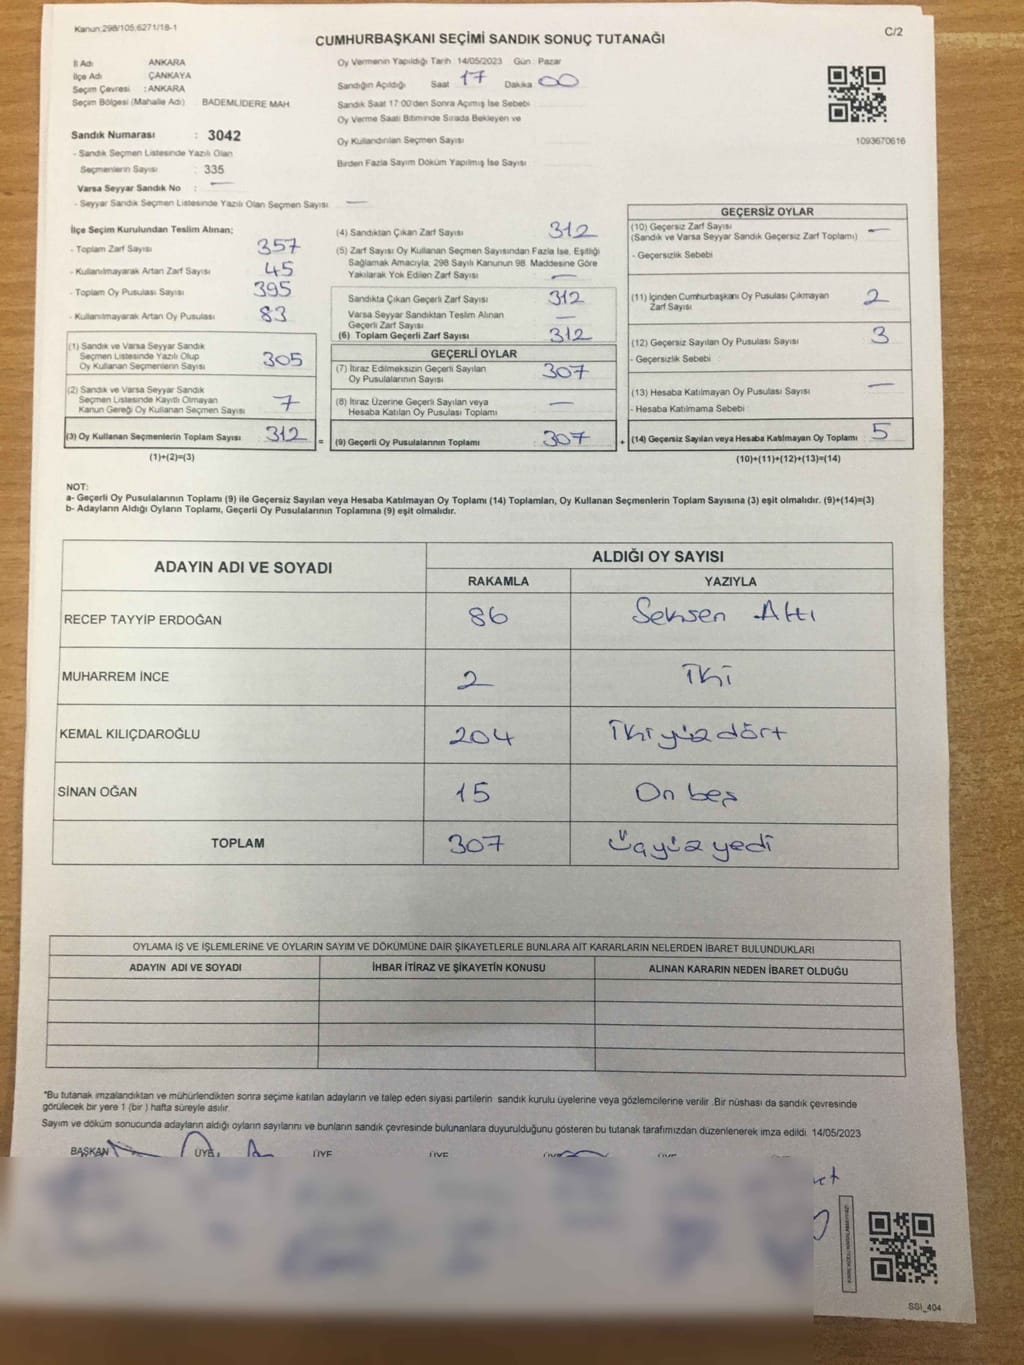 Kanun:298/105;6271/18-1
C/2
CUMHURBAŞKANI SEÇİMİ SANDIK SONUÇ TUTANAĞI
İl Adı ANKARA
İlçe Adı ÇANKAYA
Seçim Çevresi : ANKARA
Seçim Bölgesi (Mahalle Adı) BADEMLİDERE MAH.
Sandık Numarası : 3042
- Sandık Seçmen Listesinde Yazılı Olan
Seçmenlerin Sayısı : 335
Varsa Seyyar Sandık No : —
- Seyyar Sandık Seçmen Listesinde Yazılı Olan Seçmen Sayısı —
Oy Vermenin Yapıldığı Tarih 14/05/2023 Gün : Pazar
Sandığın Açıldığı Saat 17 Dakika 00
Sandık Saat 17:00'den Sonra Açımış İse Sebebi
Oy Verme Saati Bitiminde Sırada Bekleyen ve
Oy Kullandırılan Seçmen Sayısı
Birden Fazla Sayım Döküm Yapılmış İse Sayısı
1093670616
İlçe Seçim Kurulundan Teslim Alınan;
- Toplam Zarf Sayısı 357
- Kullanılmayarak Artan Zarf Sayısı 45
- Toplam Oy Pusulası Sayısı 395
- Kullanılmayarak Artan Oy Pusulası 83
(1) Sandık ve Varsa Seyyar Sandık
Seçmen Listesinde Yazılı Olup
Oy Kullanan Seçmenlerin Sayısı 305
(2) Sandık ve Varsa Seyyar Sandık
Seçmen Listesinde Kayıtlı Olmayan
Kanun Gereği Oy Kullanan Seçmen Sayısı 7
(3) Oy Kullanan Seçmenlerin Toplam Sayısı 312 =
(1)+(2)=(3)
(4) Sandıktan Çıkan Zarf Sayısı 312
(5) Zarf Sayısı Oy Kullanan Seçmen Sayısından Fazla İse, Eşitliği
Sağlamak Amacıyla; 298 Sayılı Kanunun 98. Maddesine Göre
Yakılarak Yok Edilen Zarf Sayısı —
Sandıkta Çıkan Geçerli Zarf Sayısı 312
Varsa Seyyar Sandıktan Teslim Alınan
Geçerli Zarf Sayısı —
(6) Toplam Geçerli Zarf Sayısı 312
GEÇERLİ OYLAR
(7) İtiraz Edilmeksizin Geçerli Sayılan
Oy Pusulalarının Sayısı 307
(8) İtiraz Üzerine Geçerli Sayılan veya
Hesaba Katılan Oy Pusulası Toplamı —
(9) Geçerli Oy Pusulalarının Toplamı 307 +
GEÇERSİZ OYLAR
(10) Geçersiz Zarf Sayısı —
(Sandık ve Varsa Seyyar Sandık Geçersiz Zarf Toplamı)
- Geçersizlik Sebebi
(11) İçinden Cumhurbaşkanı Oy Pusulası Çıkmayan
Zarf Sayısı 2
(12) Geçersiz Sayılan Oy Pusulası Sayısı 3
- Geçersizlik Sebebi
(13) Hesaba Katılmayan Oy Pusulası Sayısı —
- Hesaba Katılmama Sebebi
(14) Geçersiz Sayılan veya Hesaba Katılmayan Oy Toplamı 5
(10)+(11)+(12)+(13)=(14)
NOT:
a- Geçerli Oy Pusulalarının Toplamı (9) ile Geçersiz Sayılan veya Hesaba Katılmayan Oy Toplamı (14) Toplamları, Oy Kullanan Seçmenlerin Toplam Sayısına (3) eşit olmalıdır. (9)+(14)=(3)
b- Adayların Aldığı Oyların Toplamı, Geçerli Oy Pusulalarının Toplamına (9) eşit olmalıdır.
ADAYIN ADI VE SOYADI
ALDIĞI OY SAYISI
RAKAMLA YAZIYLA
RECEP TAYYİP ERDOĞAN 86 Seksen Altı
MUHARREM İNCE 2 İki
KEMAL KILIÇDAROĞLU 204 İki yüz dört
SİNAN OĞAN 15 On beş
TOPLAM 307 Üçyüz yedi
OYLAMA İŞ VE İŞLEMLERİNE VE OYLARIN SAYIM VE DÖKÜMÜNE DAİR ŞİKAYETLERLE BUNLARA AİT KARARLARIN NELERDEN İBARET BULUNDUKLARI
ADAYIN ADI VE SOYADI İHBAR İTİRAZ VE ŞİKAYETİN KONUSU ALINAN KARARIN NEDEN İBARET OLDUĞU
*Bu tutanak imzalandıktan ve mühürlendikten sonra seçime katılan adayların ve talep eden siyasi partilerin sandık kurulu üyelerine veya gözlemcilerine verilir .Bir nüshası da sandık çevresinde
görülecek bir yere 1 (bir ) hafta süreyle asılır.
Sayım ve döküm sonucunda adayların aldığı oyların sayılarını ve bunların sandık çevresinde bulunanlara duyurulduğunu gösteren bu tutanak tarafımızdan düzenlenerek imza edildi. 14/05/2023
BAŞKAN ÜYE ÜYE ÜYE ÜYE ÜYE
SSI_404